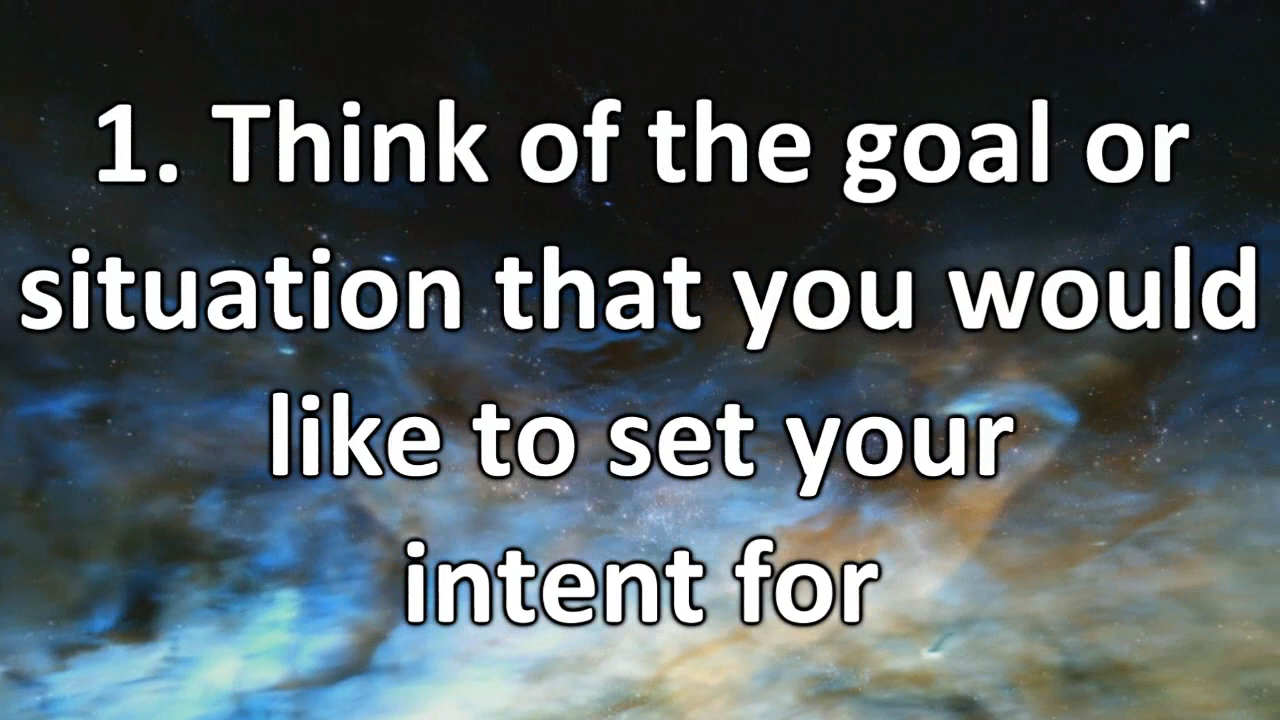 1. Think of the goal or
situation that you would
like to set your
intent for